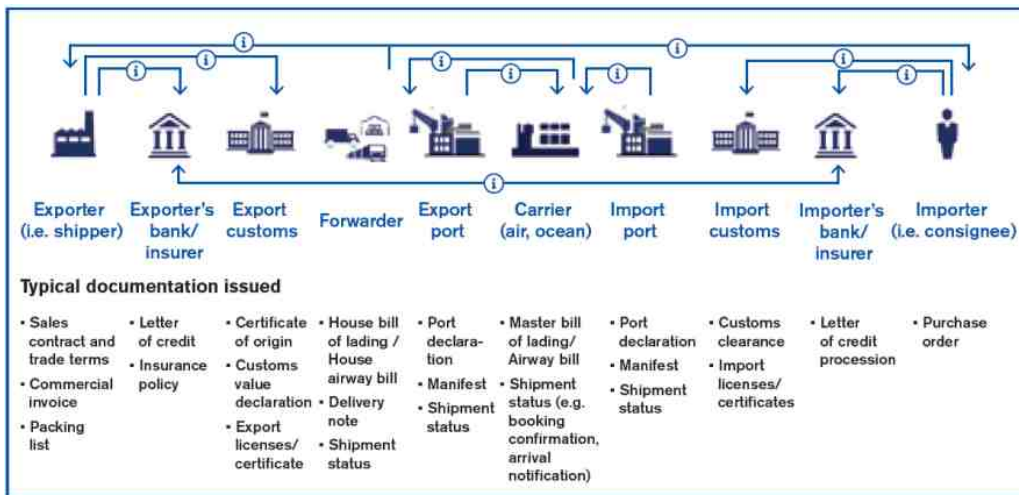 Exporter
(i.e. shipper)
Exporter's
bank/
insurer
Export
customs
Forwarder
Export
port
Carrier
(air, ocean)
Import
port
Import
customs
Importer's
bank/
insurer
Importer
(i.e. consignee)
Typical documentation issued
▪ Sales
contract and
trade terms
▪ Commercial
invoice
▪ Packing
list
▪ Letter
of credit
▪ Insurance
policy
▪ Certificate
of origin
▪ Customs
value
declaration
▪ Export
licenses/
certificate
▪ House bill
of lading /
House
airway bill
▪ Delivery
note
▪ Shipment
status
▪ Port
declara-
tion
▪ Manifest
▪ Shipment
status
▪ Master bill
of lading/
Airway bill
▪ Shipment
status (e.g.
booking
confirmation,
arrival
notification)
▪ Port
declaration
▪ Manifest
▪ Shipment
status
▪ Customs
clearance
▪ Import
licenses/
certificates
▪ Letter
of credit
procession
▪ Purchase
order